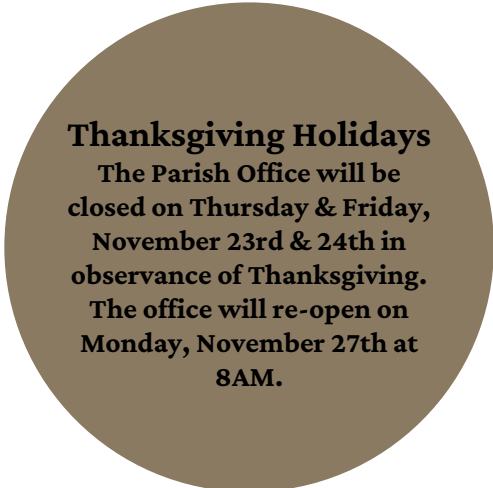 Thanksgiving Holidays
The Parish Office will be
closed on Thursday & Friday,
November 23rd & 24th in
observance of Thanksgiving.
The office will re-open on
Monday, November 27th at
8AM.